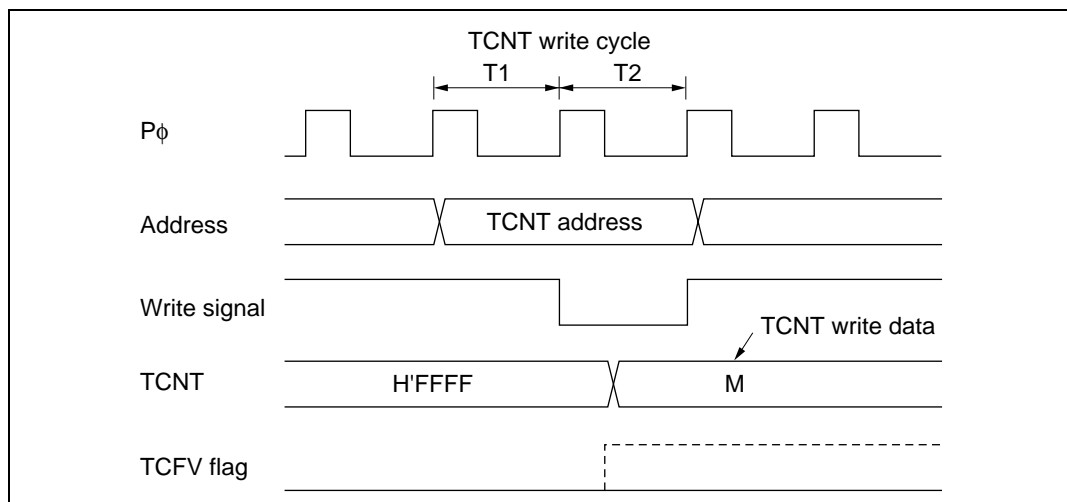 TCNT write cycle
T1 T2
Pϕ
Address
TCNT address
Write signal
TCNT write data
TCNT
H'FFFF
M
TCFV flag